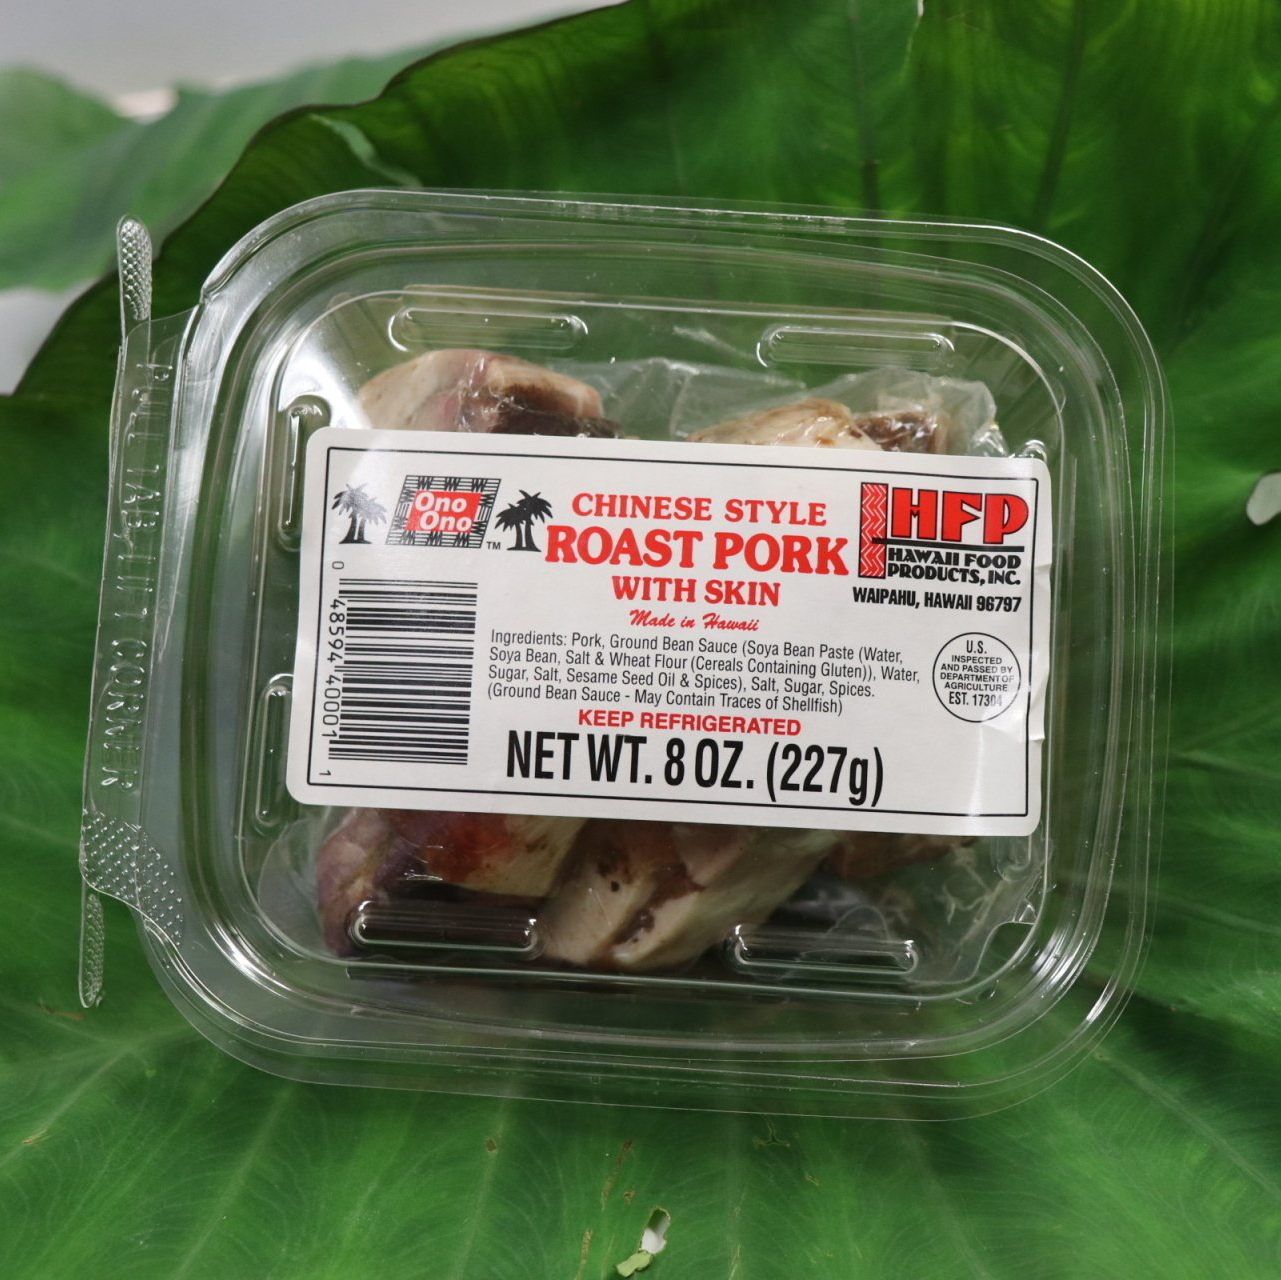 PULL TAB TILT CORNER
Ono
Ono
TM
CHINESE STYLE
ROAST PORK
WITH SKIN
Made in Hawaii
HFP
HAWAII FOOD
PRODUCTS, INC.
WAIPAHU, HAWAII 96797
0 48594 40001 1
Ingredients: Pork, Ground Bean Sauce (Soya Bean Paste (Water,
Soya Bean, Salt & Wheat Flour (Cereals Containing Gluten)), Water,
Sugar, Salt, Sesame Seed Oil & Spices), Salt, Sugar, Spices.
(Ground Bean Sauce - May Contain Traces of Shellfish)
KEEP REFRIGERATED
NET WT. 8 OZ. (227g)
U.S.
INSPECTED
AND PASSED BY
DEPARTMENT OF
AGRICULTURE
EST. 17304